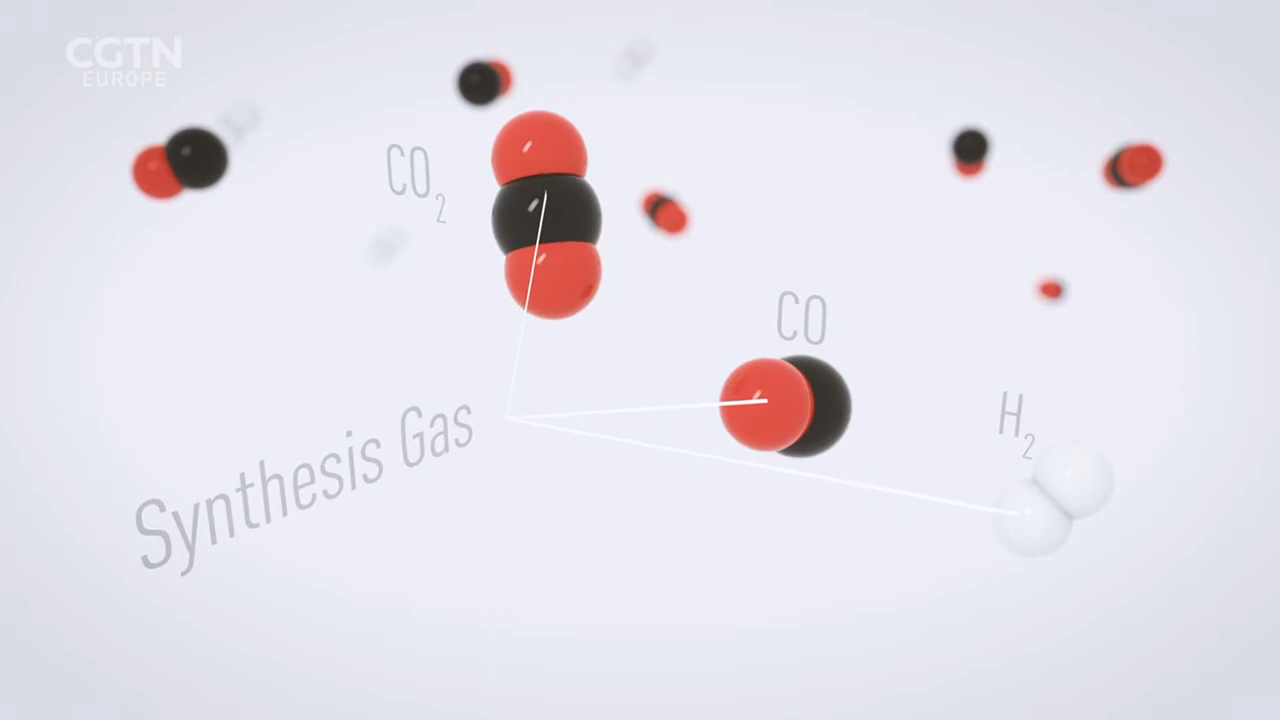 CGTN
EUROPE
CO₂
CO
H₂
Synthesis Gas